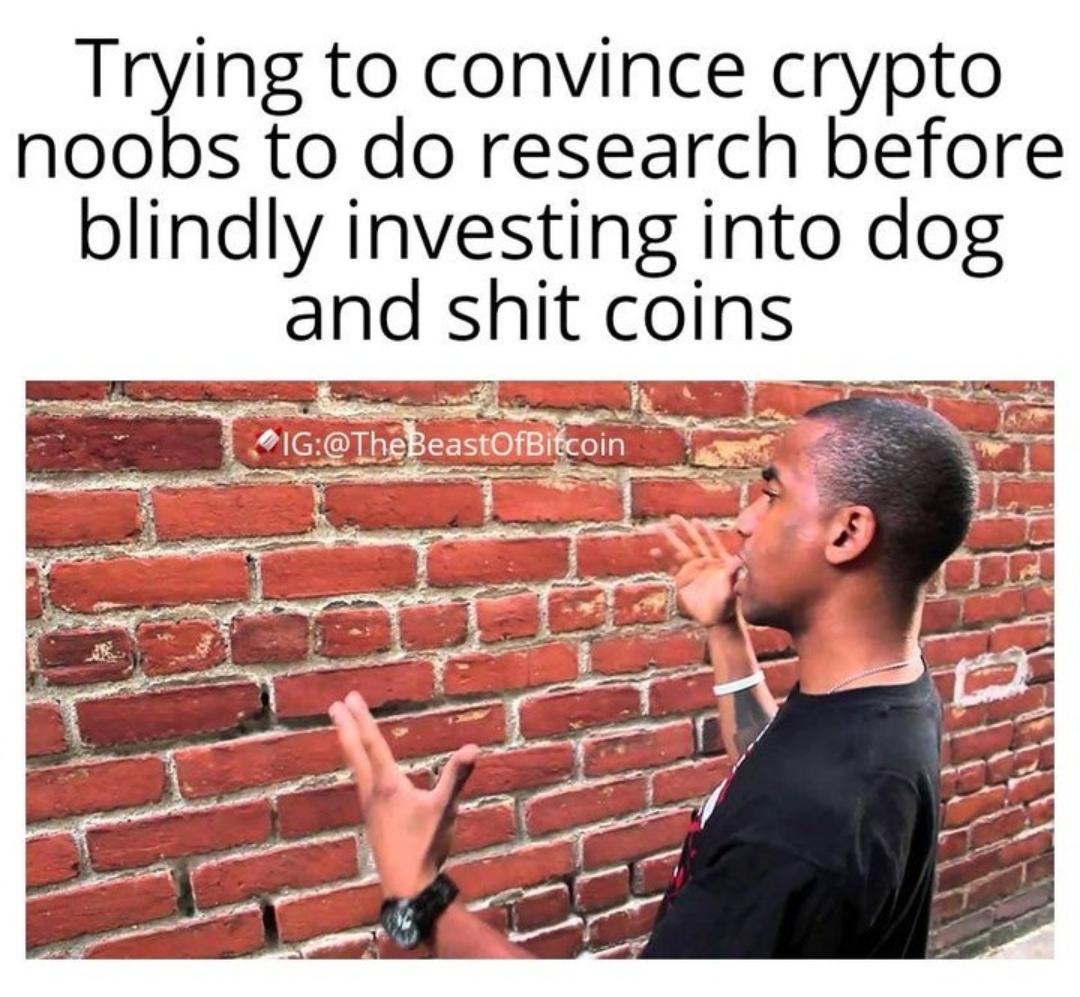 Trying to convince crypto
noobs to do research before
blindly investing into dog
and shit coins
IG:@TheBeastOfBitcoin